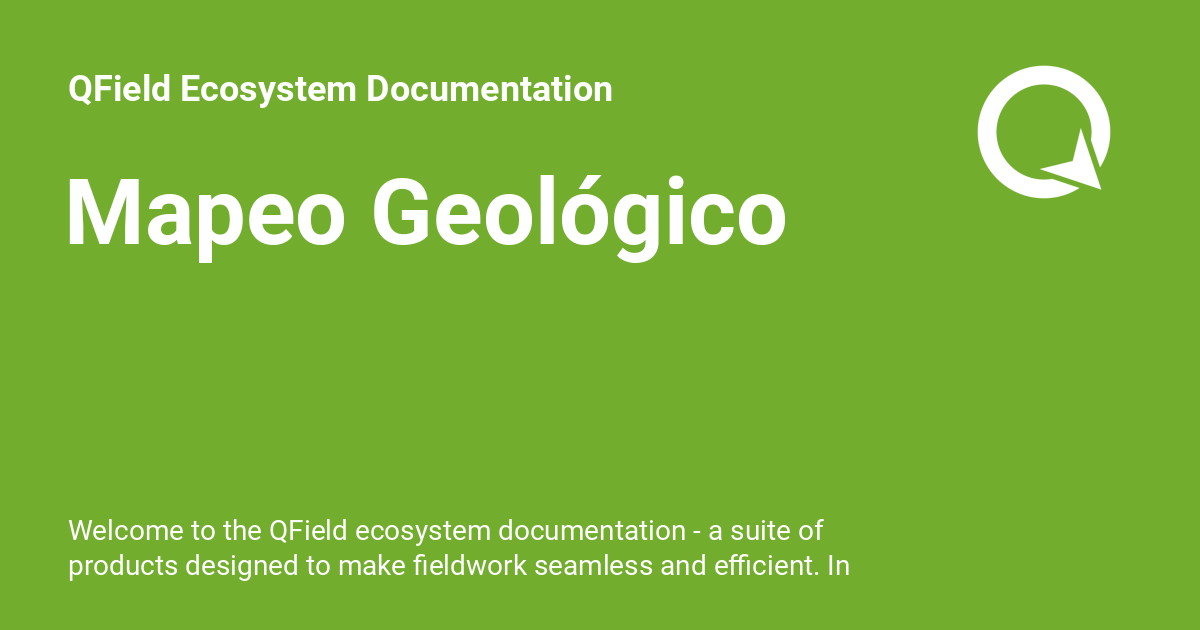 QField Ecosystem Documentation
Mapeo Geológico
Welcome to the QField ecosystem documentation - a suite of
products designed to make fieldwork seamless and efficient. In